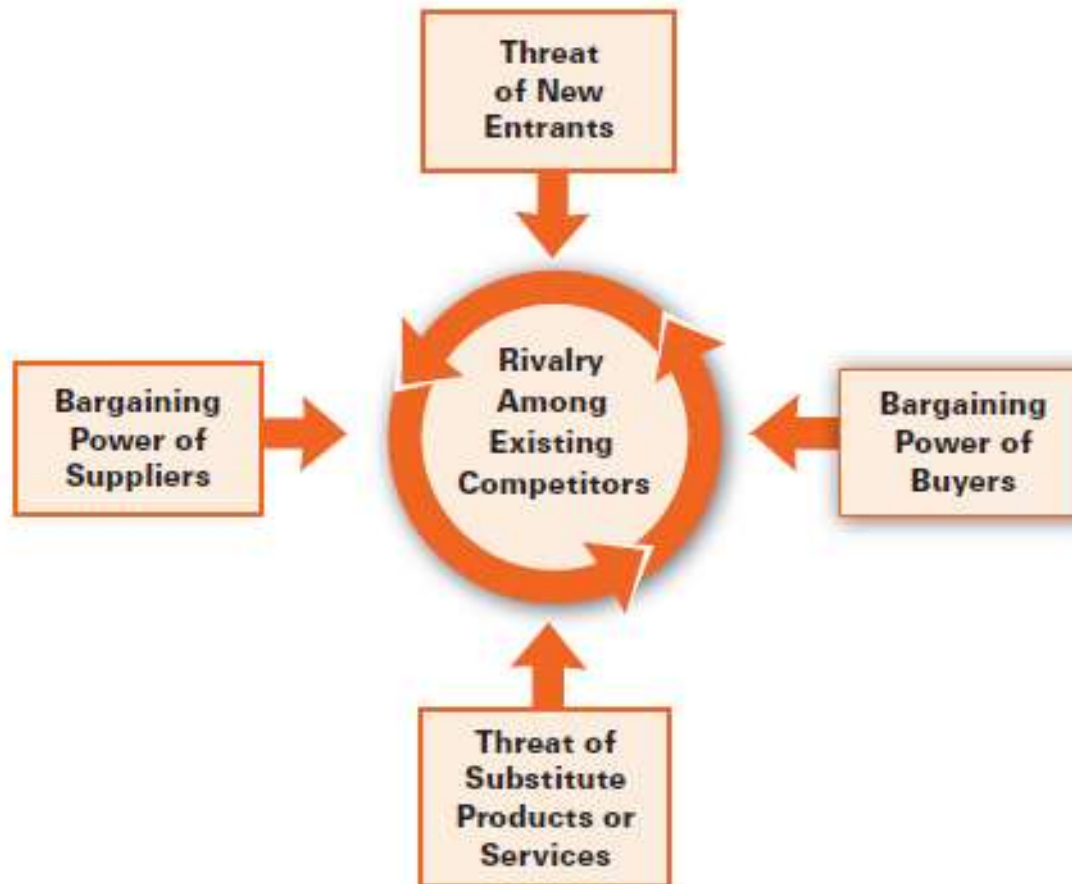 Threat
of New
Entrants
Rivalry
Among
Existing
Competitors
Bargaining
Power of
Suppliers
Bargaining
Power of
Buyers
Threat of
Substitute
Products or
Services